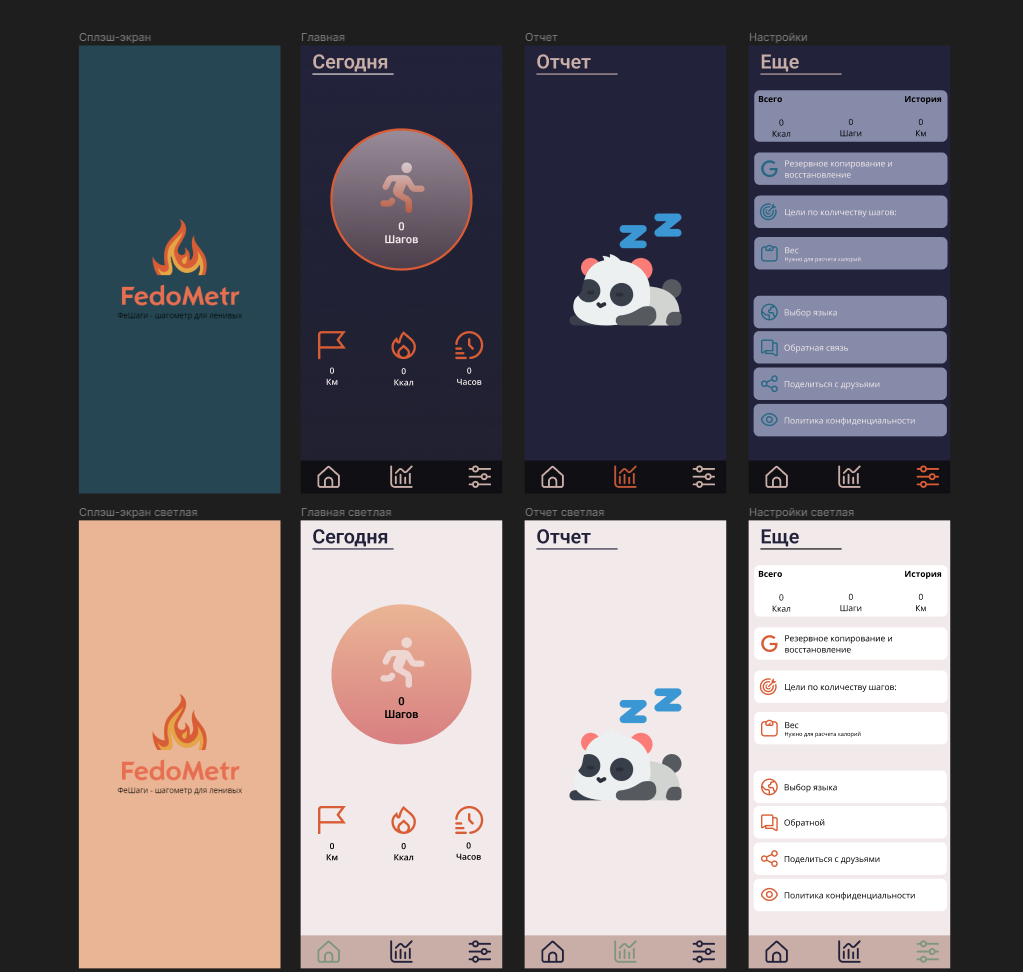 Сплэш-экран
Главная
Отчет
Настройки
FedoMetr
ФеШаги - шагометр для ленивых
Сегодня
0
Шагов
0
Км
0
Ккал
0
Часов
Отчет
Еще
Всего
История
0
Ккал
0
Шаги
0
Км
Резервное копирование и
восстановление
Цели по количеству шагов:
Вес
Нужно для расчета калорий
Выбор языка
Обратная связь
Поделиться с друзьями
Политика конфиденциальности
Сплэш-экран светлая
Главная светлая
Отчет светлая
Настройки светлая
FedoMetr
ФеШаги - шагометр для ленивых
Сегодня
0
Шагов
0
Км
0
Ккал
0
Часов
Отчет
Еще
Всего
История
0
Ккал
0
Шаги
0
Км
Резервное копирование и
восстановление
Цели по количеству шагов:
Вес
Нужно для расчета калорий
Выбор языка
Обратной
Поделиться с друзьями
Политика конфиденциальности